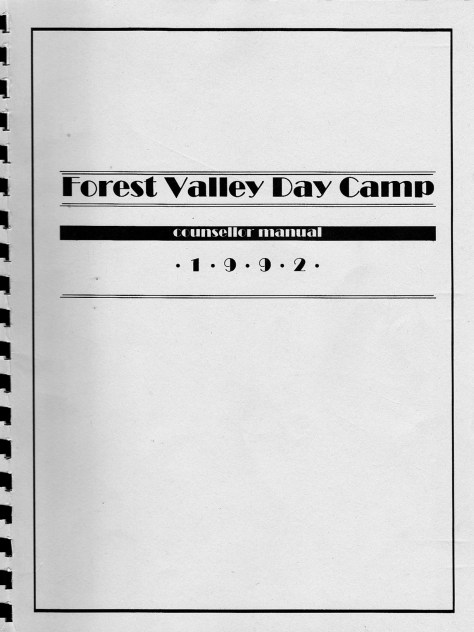 Forest Valley Day Camp
counsellor manual
· 1 · 9 · 9 · 2 ·